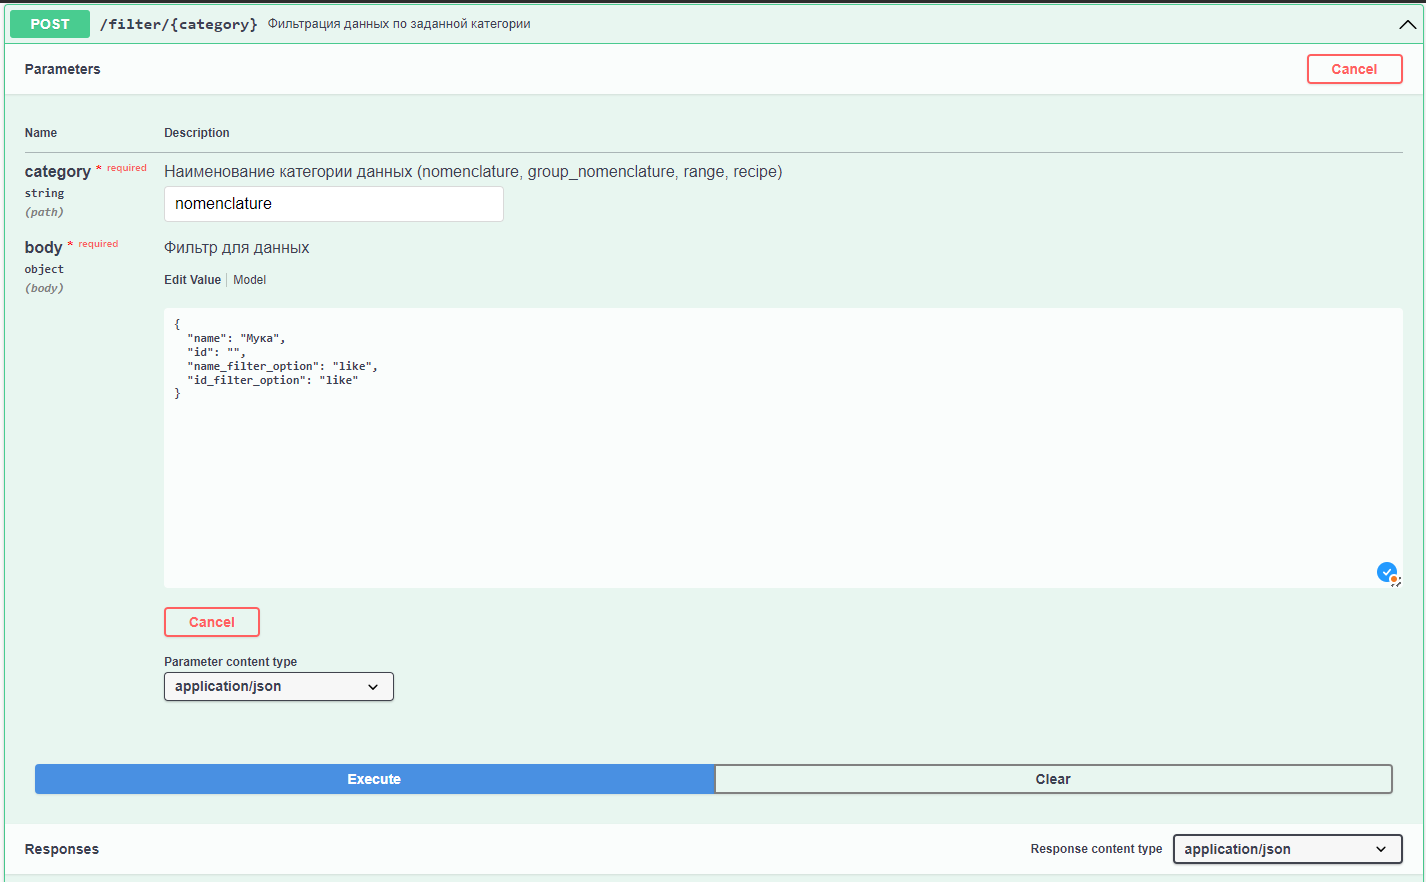 POST /filter/{category} Фильтрация данных по заданной категории
Parameters
Cancel
Name Description
category * required
string
(path)
Наименование категории данных (nomenclature, group_nomenclature, range, recipe)
nomenclature
body * required
object
(body)
Фильтр для данных
Edit Value | Model
{
  "name": "Мука",
  "id": "",
  "name_filter_option": "like",
  "id_filter_option": "like"
}
Cancel
Parameter content type
application/json
Execute
Clear
Responses
Response content type
application/json